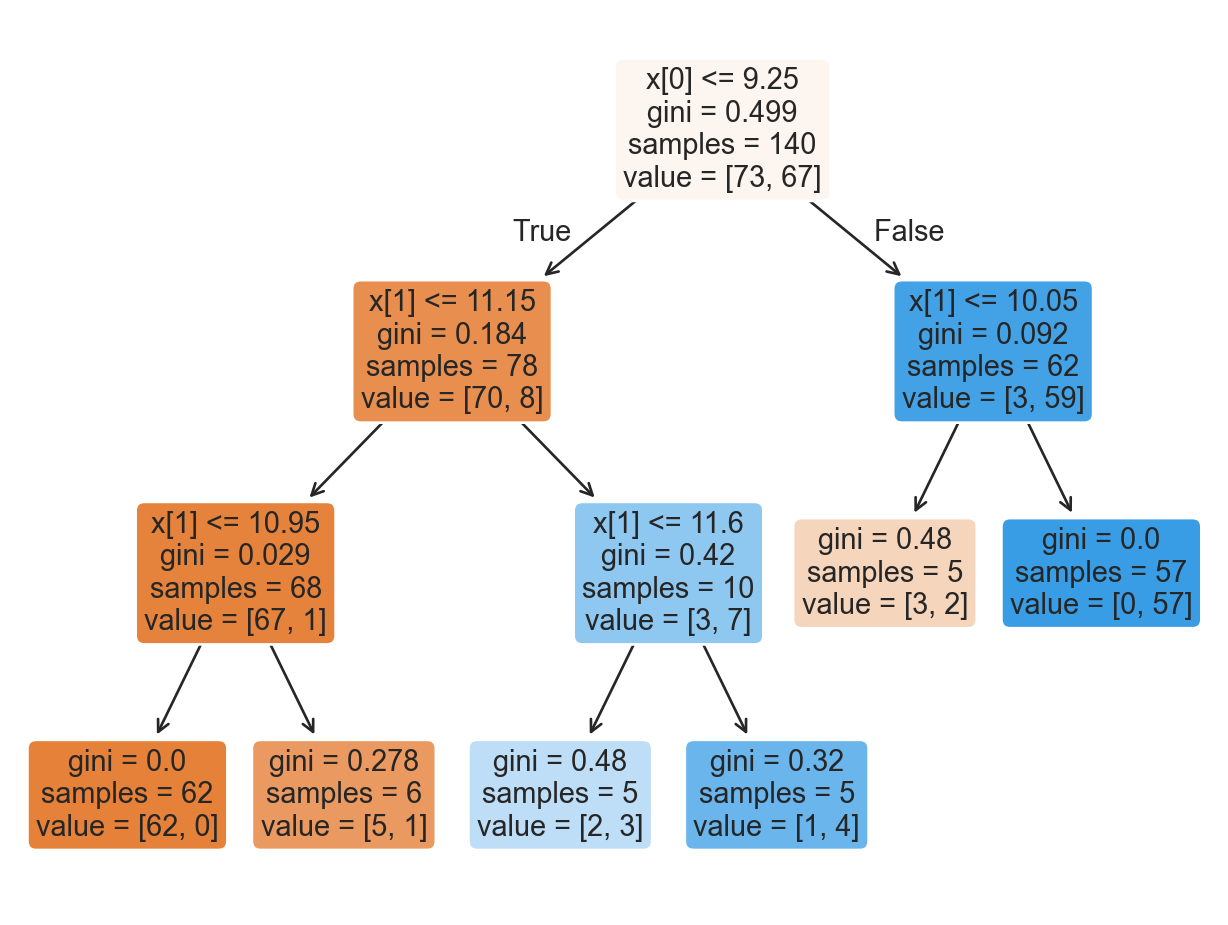 x[0] <= 9.25
gini = 0.499
samples = 140
value = [73, 67]
True
False
x[1] <= 11.15
gini = 0.184
samples = 78
value = [70, 8]
x[1] <= 10.05
gini = 0.092
samples = 62
value = [3, 59]
x[1] <= 10.95
gini = 0.029
samples = 68
value = [67, 1]
x[1] <= 11.6
gini = 0.42
samples = 10
value = [3, 7]
gini = 0.48
samples = 5
value = [3, 2]
gini = 0.0
samples = 57
value = [0, 57]
gini = 0.0
samples = 62
value = [62, 0]
gini = 0.278
samples = 6
value = [5, 1]
gini = 0.48
samples = 5
value = [2, 3]
gini = 0.32
samples = 5
value = [1, 4]